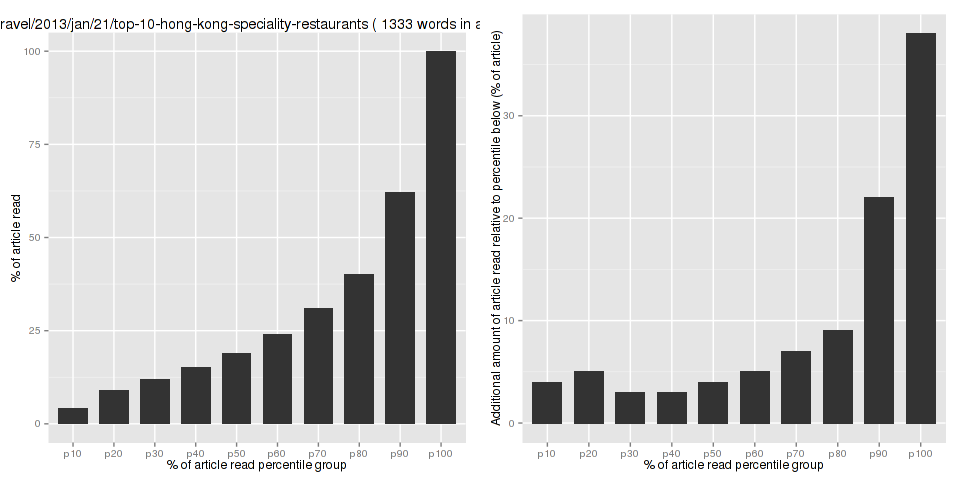 ravel/2013/jan/21/top-10-hong-kong-speciality-restaurants ( 1333 words in a
% of article read
100
75
50
25
0
p10 p20 p30 p40 p50 p60 p70 p80 p90 p100
% of article read percentile group
Additional amount of article read relative to percentile below (% of article)
30
20
10
0
p10 p20 p30 p40 p50 p60 p70 p80 p90 p100
% of article read percentile group